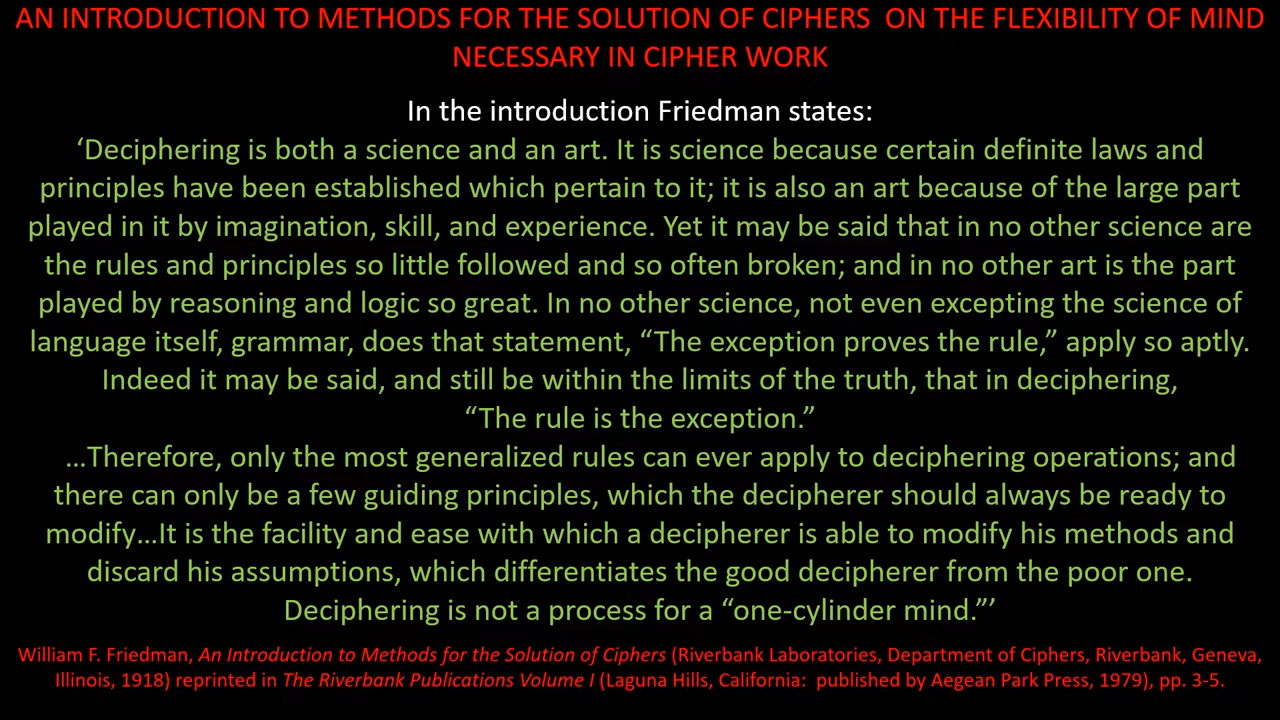 AN INTRODUCTION TO METHODS FOR THE SOLUTION OF CIPHERS  ON THE FLEXIBILITY OF MIND
NECESSARY IN CIPHER WORK
In the introduction Friedman states:
‘Deciphering is both a science and an art. It is science because certain definite laws and
principles have been established which pertain to it; it is also an art because of the large part
played in it by imagination, skill, and experience. Yet it may be said that in no other science are
the rules and principles so little followed and so often broken; and in no other art is the part
played by reasoning and logic so great. In no other science, not even excepting the science of
language itself, grammar, does that statement, “The exception proves the rule,” apply so aptly.
Indeed it may be said, and still be within the limits of the truth, that in deciphering,
“The rule is the exception.”
…Therefore, only the most generalized rules can ever apply to deciphering operations; and
there can only be a few guiding principles, which the decipherer should always be ready to
modify…It is the facility and ease with which a decipherer is able to modify his methods and
discard his assumptions, which differentiates the good decipherer from the poor one.
Deciphering is not a process for a “one-cylinder mind.”’
William F. Friedman, An Introduction to Methods for the Solution of Ciphers (Riverbank Laboratories, Department of Ciphers, Riverbank, Geneva,
Illinois, 1918) reprinted in The Riverbank Publications Volume I (Laguna Hills, California:  published by Aegean Park Press, 1979), pp. 3-5.